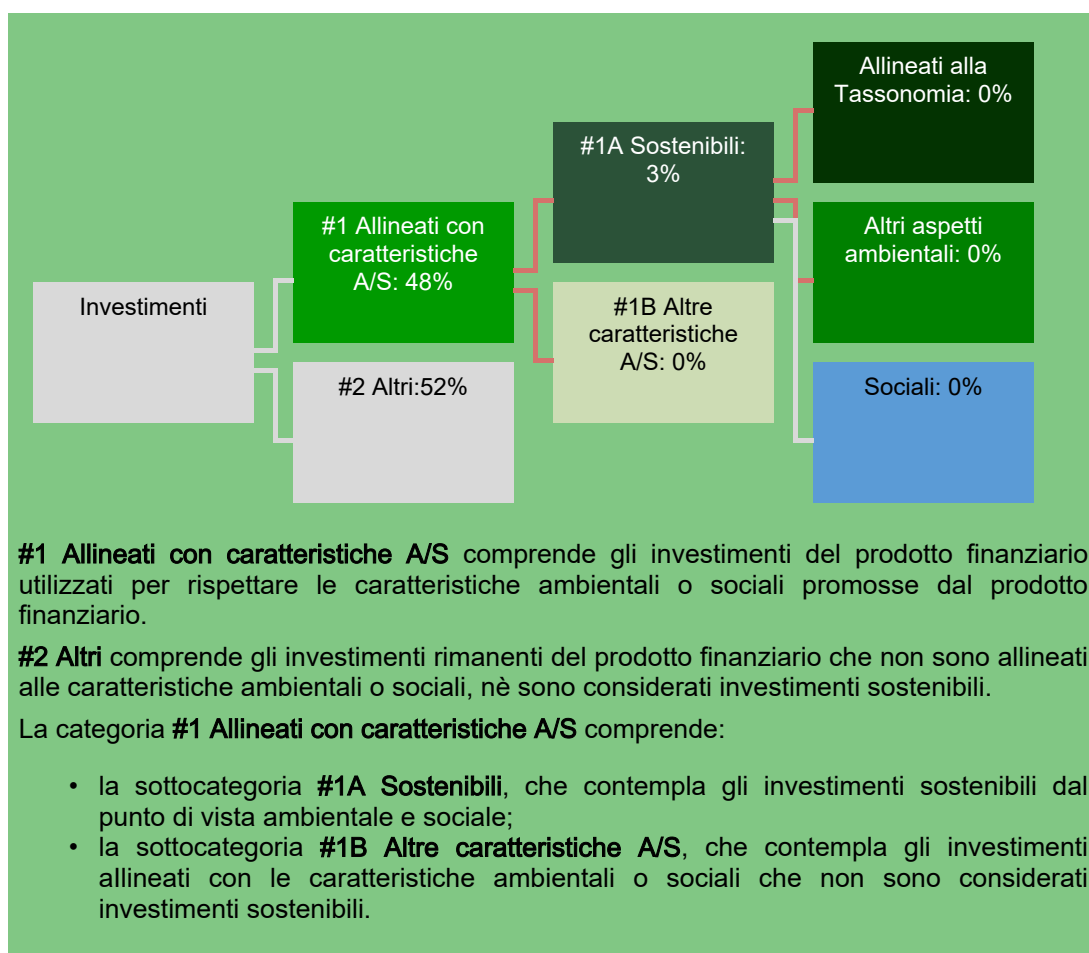 Allineati alla
Tassonomia: 0%
#1A Sostenibili:
3%
#1 Allineati con
caratteristiche
A/S: 48%
Altri aspetti
ambientali: 0%
Investimenti
#1B Altre
caratteristiche
A/S: 0%
#2 Altri:52%
Sociali: 0%
#1 Allineati con caratteristiche A/S comprende gli investimenti del prodotto finanziario
utilizzati per rispettare le caratteristiche ambientali o sociali promosse dal prodotto
finanziario.
#2 Altri comprende gli investimenti rimanenti del prodotto finanziario che non sono allineati
alle caratteristiche ambientali o sociali, nè sono considerati investimenti sostenibili.
La categoria #1 Allineati con caratteristiche A/S comprende:
• la sottocategoria #1A Sostenibili, che contempla gli investimenti sostenibili dal
punto di vista ambientale e sociale;
• la sottocategoria #1B Altre caratteristiche A/S, che contempla gli investimenti
allineati con le caratteristiche ambientali o sociali che non sono considerati
investimenti sostenibili.